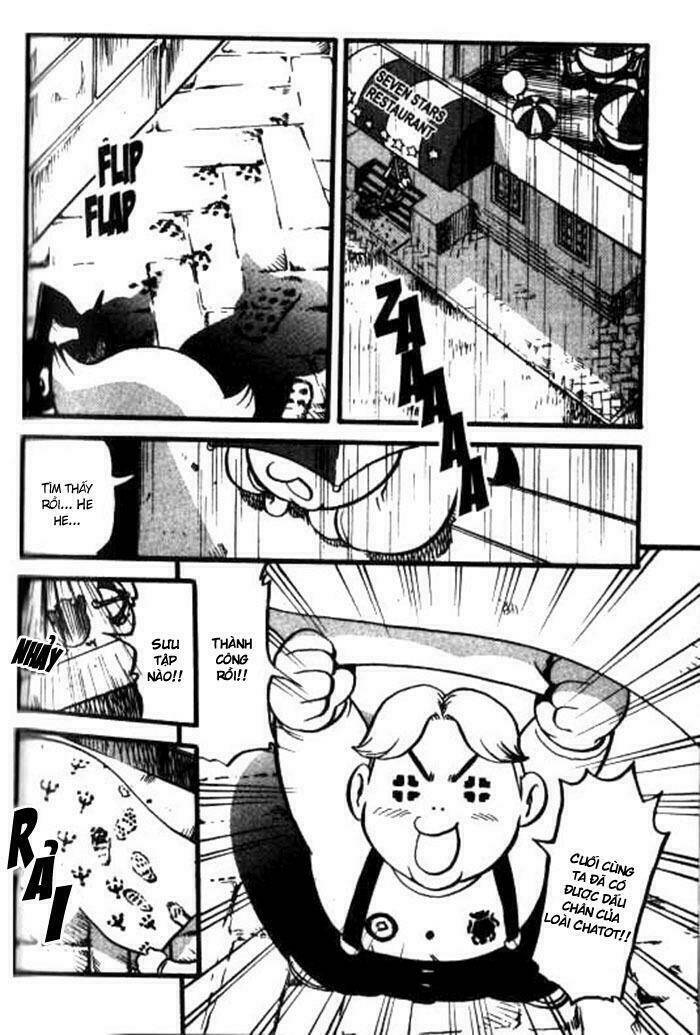 SEVEN STARS
RESTAURANT
ZAAAAA
FLIP
FLAP
TÌM THẤY
RỒI... HE
HE...
NHẢY
SƯU
TẬP
NÀO!!
THÀNH
CÔNG
RỒI!!
RẢI
CUỐI CÙNG
TA ĐÃ CÓ
ĐƯỢC DẤU
CHÂN CỦA
LOÀI CHATOT!!